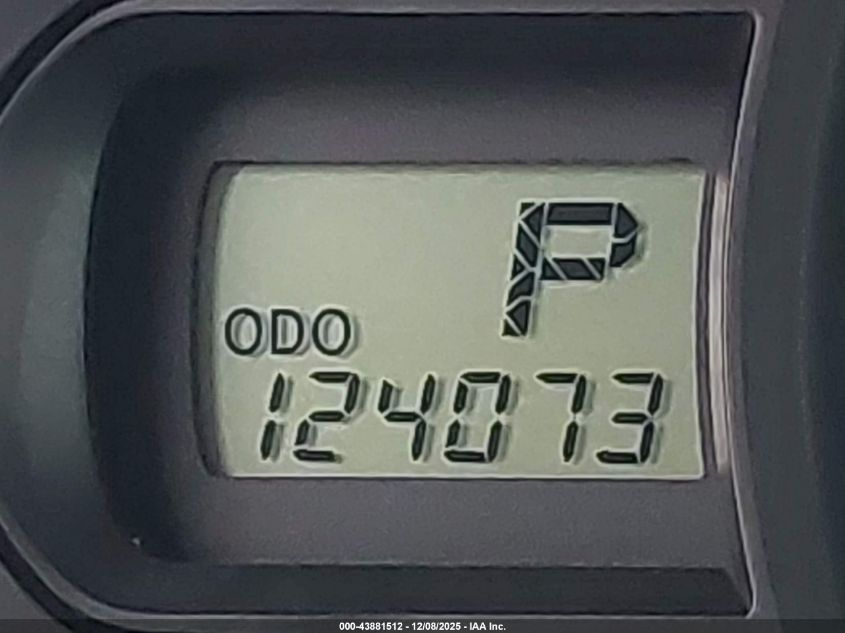 P
ODO
124073
000-43881512 - 12/08/2025 - IAA Inc.